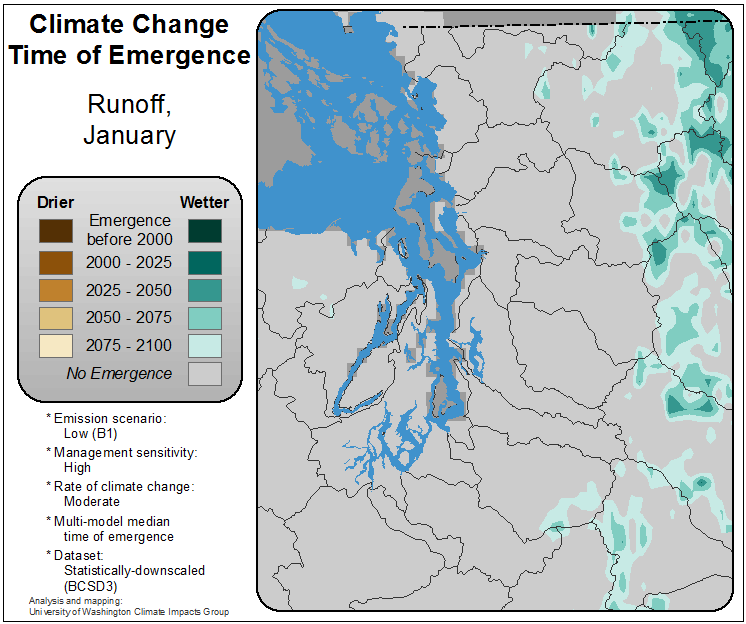 Climate Change
Time of Emergence
Runoff,
January
Drier Wetter
Emergence
before 2000
2000 - 2025
2025 - 2050
2050 - 2075
2075 - 2100
No Emergence
* Emission scenario:
Low (B1)
* Management sensitivity:
High
* Rate of climate change:
Moderate
* Multi-model median
time of emergence
* Dataset:
Statistically-downscaled
(BCSD3)
Analysis and mapping:
University of Washington Climate Impacts Group